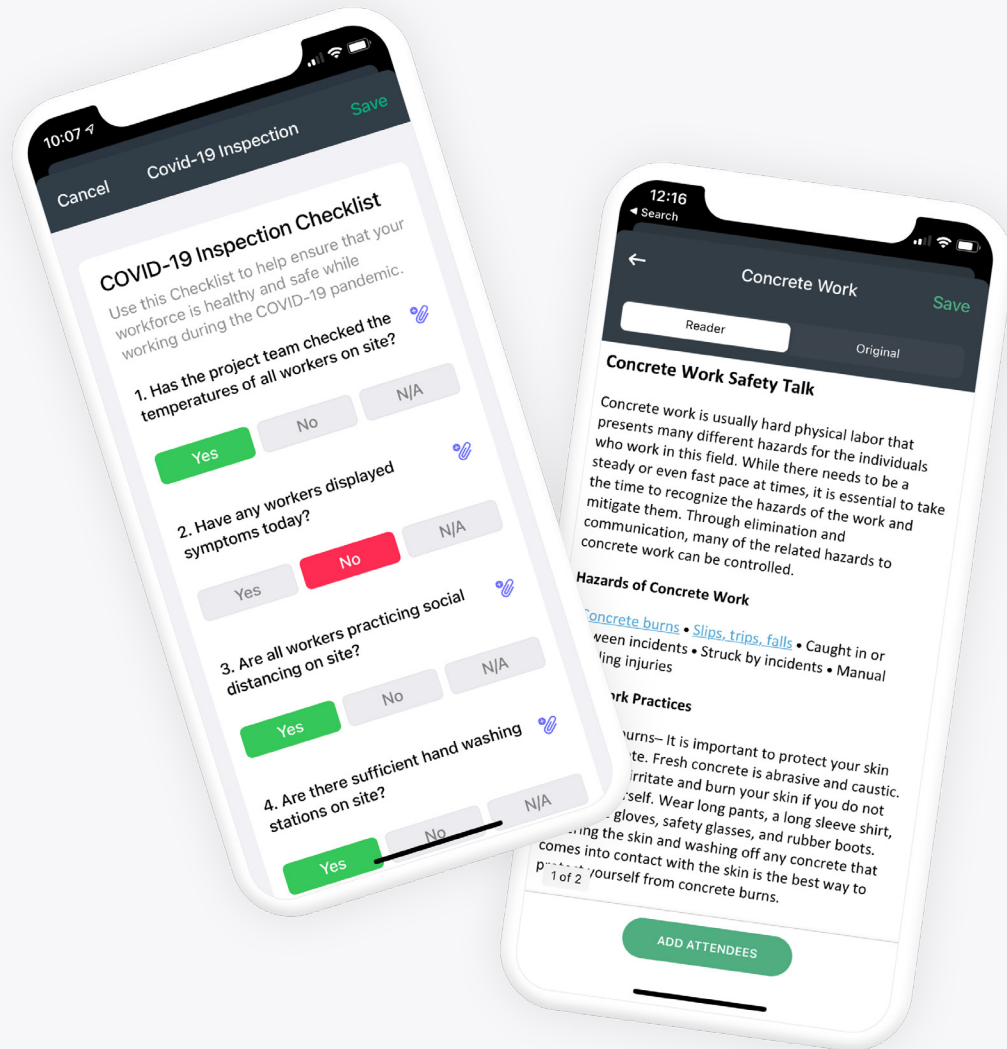 10:07
Cancel
Covid-19 Inspection
Save
COVID-19 Inspection Checklist
Use this Checklist to help ensure that your
workforce is healthy and safe while
working during the COVID-19 pandemic.
1. Has the project team checked the
temperatures of all workers on site?
Yes
No
N/A
2. Have any workers displayed
symptoms today?
Yes
No
N/A
3. Are all workers practicing social
distancing on site?
Yes
No
N/A
4. Are there sufficient hand washing
stations on site?
Yes
No
N/A
12:16
Search
Concrete Work
Save
Reader
Original
Concrete Work Safety Talk
Concrete work is usually hard physical labor that
presents many different hazards for the individuals
who work in this field. While there needs to be a
steady or even fast pace at times, it is essential to take
the time to recognize the hazards of the work and
mitigate them. Through elimination and
communication, many of the related hazards to
concrete work can be controlled.
Hazards of Concrete Work
Concrete burns • Slips, trips, falls • Caught in or
incidents • Struck by incidents • Manual
injuries
Practices
It is important to protect your skin
Fresh concrete is abrasive and caustic.
irritate and burn your skin if you do not
Wear long pants, a long sleeve shirt,
gloves, safety glasses, and rubber boots.
the skin and washing off any concrete that
comes into contact with the skin is the best way to
yourself from concrete burns.
1 of 2
ADD ATTENDEES